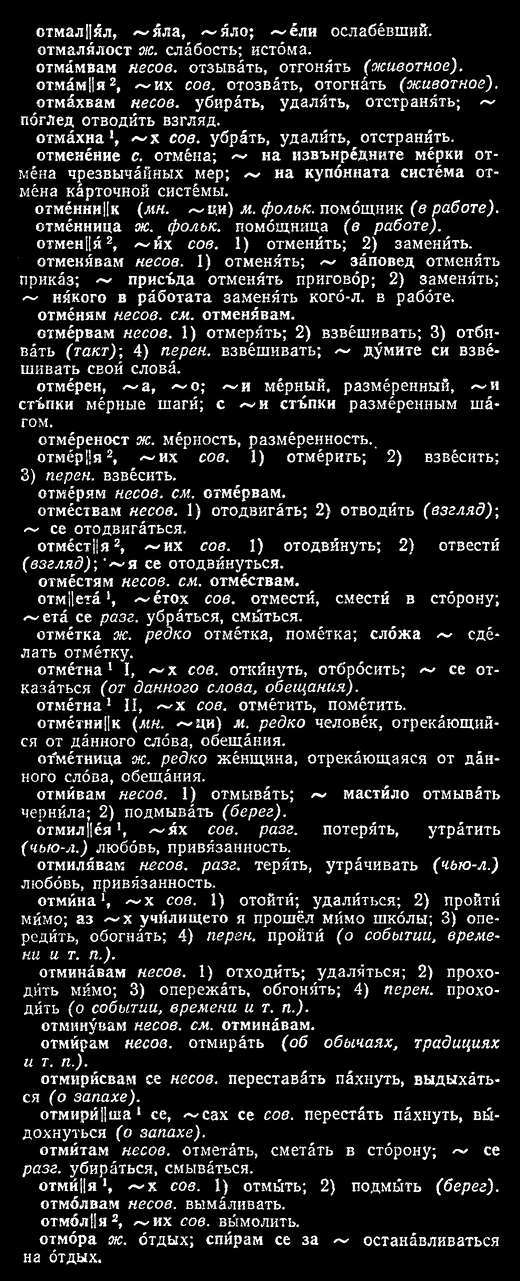 отмал||я́л, ~я́ла, ~я́ло; ~е́ли ослабе́вший.
отмаля́лост ж. сла́бость; исто́ма.
отма́мвам несов. отзыва́ть, отгоня́ть (живо́тное).
отма́м||я², ~их сов. отозва́ть, отогна́ть (живо́тное).
отма́хвам несов. убира́ть, удаля́ть, отстраня́ть; ~
по́глед отводи́ть взгляд.
отма́хна¹, ~х сов. убра́ть, удали́ть, отстрани́ть.
отмене́ние с. отме́на; ~ на извънре́дните ме́рки от-
ме́на чрезвыча́йных мер; ~ на купо́нната систе́ма от-
ме́на ка́рточной систе́мы.
отме́нни||к (мн. ~ци) м. фольк. помо́щник (в рабо́те).
отме́нница ж. фольк. помо́щница (в рабо́те).
отмен||я́², ~и́х сов. 1) отмени́ть; 2) замени́ть.
отменя́вам несов. 1) отменя́ть; ~ за́повед отменя́ть
прика́з; ~ присъ́да отменя́ть пригово́р; 2) заменя́ть;
~ ня́кого в ра́ботата заменя́ть кого́-л. в рабо́те.
отме́ням несов. см. отменя́вам.
отме́рвам несов. 1) отмеря́ть; 2) взве́шивать; 3) отби-
ва́ть (такт); 4) перен. взве́шивать; ~ ду́мите си взве́-
шивать свои́ слова́.
отме́рен, ~а, ~о; ~и ме́рный, разме́ренный, ~и
стъ́пки ме́рные шаги́; с ~и стъ́пки разме́ренным ша́-
гом.
отме́реност ж. ме́рность, разме́ренность.
отме́р||я², ~их сов. 1) отме́рить; 2) взве́сить;
3) перен. взве́сить.
отме́рям несов. см. отме́рвам.
отме́ствам несов. 1) отодвига́ть; 2) отводи́ть (взгляд);
~ се отодвига́ться.
отме́ст||я², ~их сов. 1) отодви́нуть; 2) отвести́
(взгляд); ~я се отодви́нуться.
отме́стям несов. см. отме́ствам.
отм||ета́¹, ~е́тох сов. отмести́, смести́ в сто́рону;
~ета́ се разг. убра́ться, смы́ться.
отме́тка ж. редко отме́тка, поме́тка; сло́жа ~ сде́-
лать отме́тку.
отме́тна¹ I, ~х сов. отки́нуть, отбро́сить; ~ се от-
каза́ться (от данного слова, обещания).
отме́тна¹ II, ~х сов. отме́тить, поме́тить.
отме́тни||к (мн. ~ци) м. редко челове́к, отрека́ющий-
ся от да́нного сло́ва, обеща́ния.
отме́тница ж. редко же́нщина, отрека́ющаяся от да́н-
ного сло́ва, обеща́ния.
отми́вам несов. 1) отмыва́ть; ~ масти́ло отмыва́ть
черни́ла; 2) подмыва́ть (берег).
отмил||е́я¹, ~я́х сов. разг. потеря́ть, утра́тить
(чью-л.) любо́вь, привя́занность.
отмиля́вам несов. разг. теря́ть, утра́чивать (чью-л.)
любо́вь, привя́занность.
отми́на¹, ~х сов. 1) отойти́; удали́ться; 2) пройти́
ми́мо; аз ~х учи́лището я прошёл ми́мо шко́лы; 3) опе-
реди́ть, обогна́ть; 4) перен. пройти́ (о событии, време-
ни и т. п.).
отмина́вам несов. 1) отходи́ть; удаля́ться; 2) прохо-
ди́ть ми́мо; 3) опережа́ть, обгоня́ть; 4) перен. прохо-
ди́ть (о событии, времени и т. п.).
отмину́вам несов. см. отмина́вам.
отми́рам несов. отмира́ть (об обычаях, традициях
и т. п.).
отмири́свам се несов. перестава́ть па́хнуть, выдыха́ть-
ся (о запахе).
отмири́||ша¹ се, ~сах се сов. переста́ть па́хнуть, вы́-
дохнуться (о запахе).
отми́там несов. отмета́ть, смета́ть в сто́рону; ~ се
разг. убира́ться, смыва́ться.
отми́||я¹, ~х сов. 1) отмы́ть; 2) подмы́ть (берег).
отмо́лвам несов. выма́ливать.
отмо́л||я², ~их сов. вы́молить.
отмо́ра ж. о́тдых; спи́рам се за ~ остана́вливаться
на о́тдых.